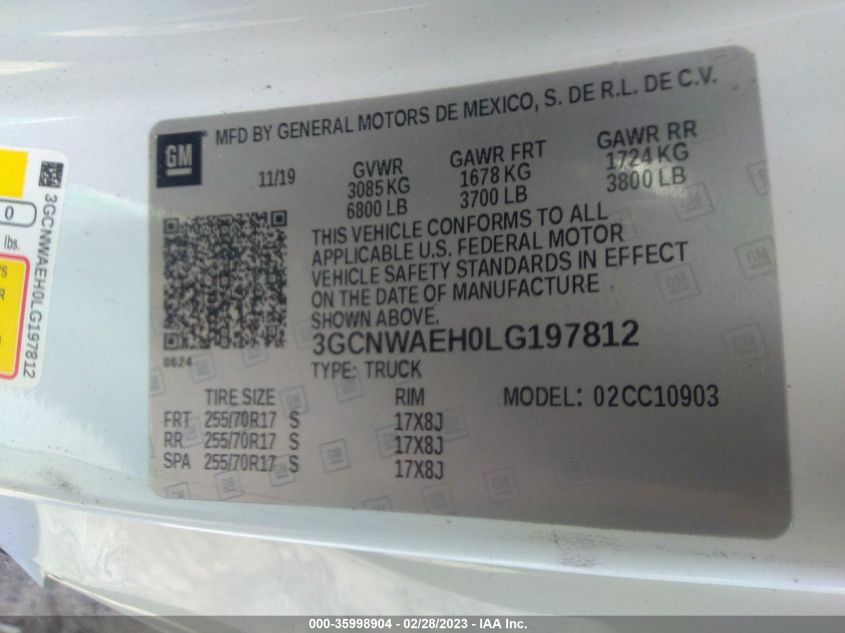 MFD BY GENERAL MOTORS DE MEXICO, S. DE R.L. DE C.V.
GM
11/19
GVWR
3085 KG
6800 LB
GAWR FRT
1678 KG
3700 LB
GAWR RR
1724 KG
3800 LB
THIS VEHICLE CONFORMS TO ALL
APPLICABLE U.S. FEDERAL MOTOR
VEHICLE SAFETY STANDARDS IN EFFECT
ON THE DATE OF MANUFACTURE
SHOWN ABOVE.
8624
3GCNWAEH0LG197812
TYPE: TRUCK
TIRE SIZE RIM MODEL: 02CC10903
FRT 255/70R17 S 17X8J
RR 255/70R17 S 17X8J
SPA 255/70R17 S 17X8J
0
lbs.
3GCNWAEH0LG197812
000-35998904 - 02/28/2023 - IAA Inc.